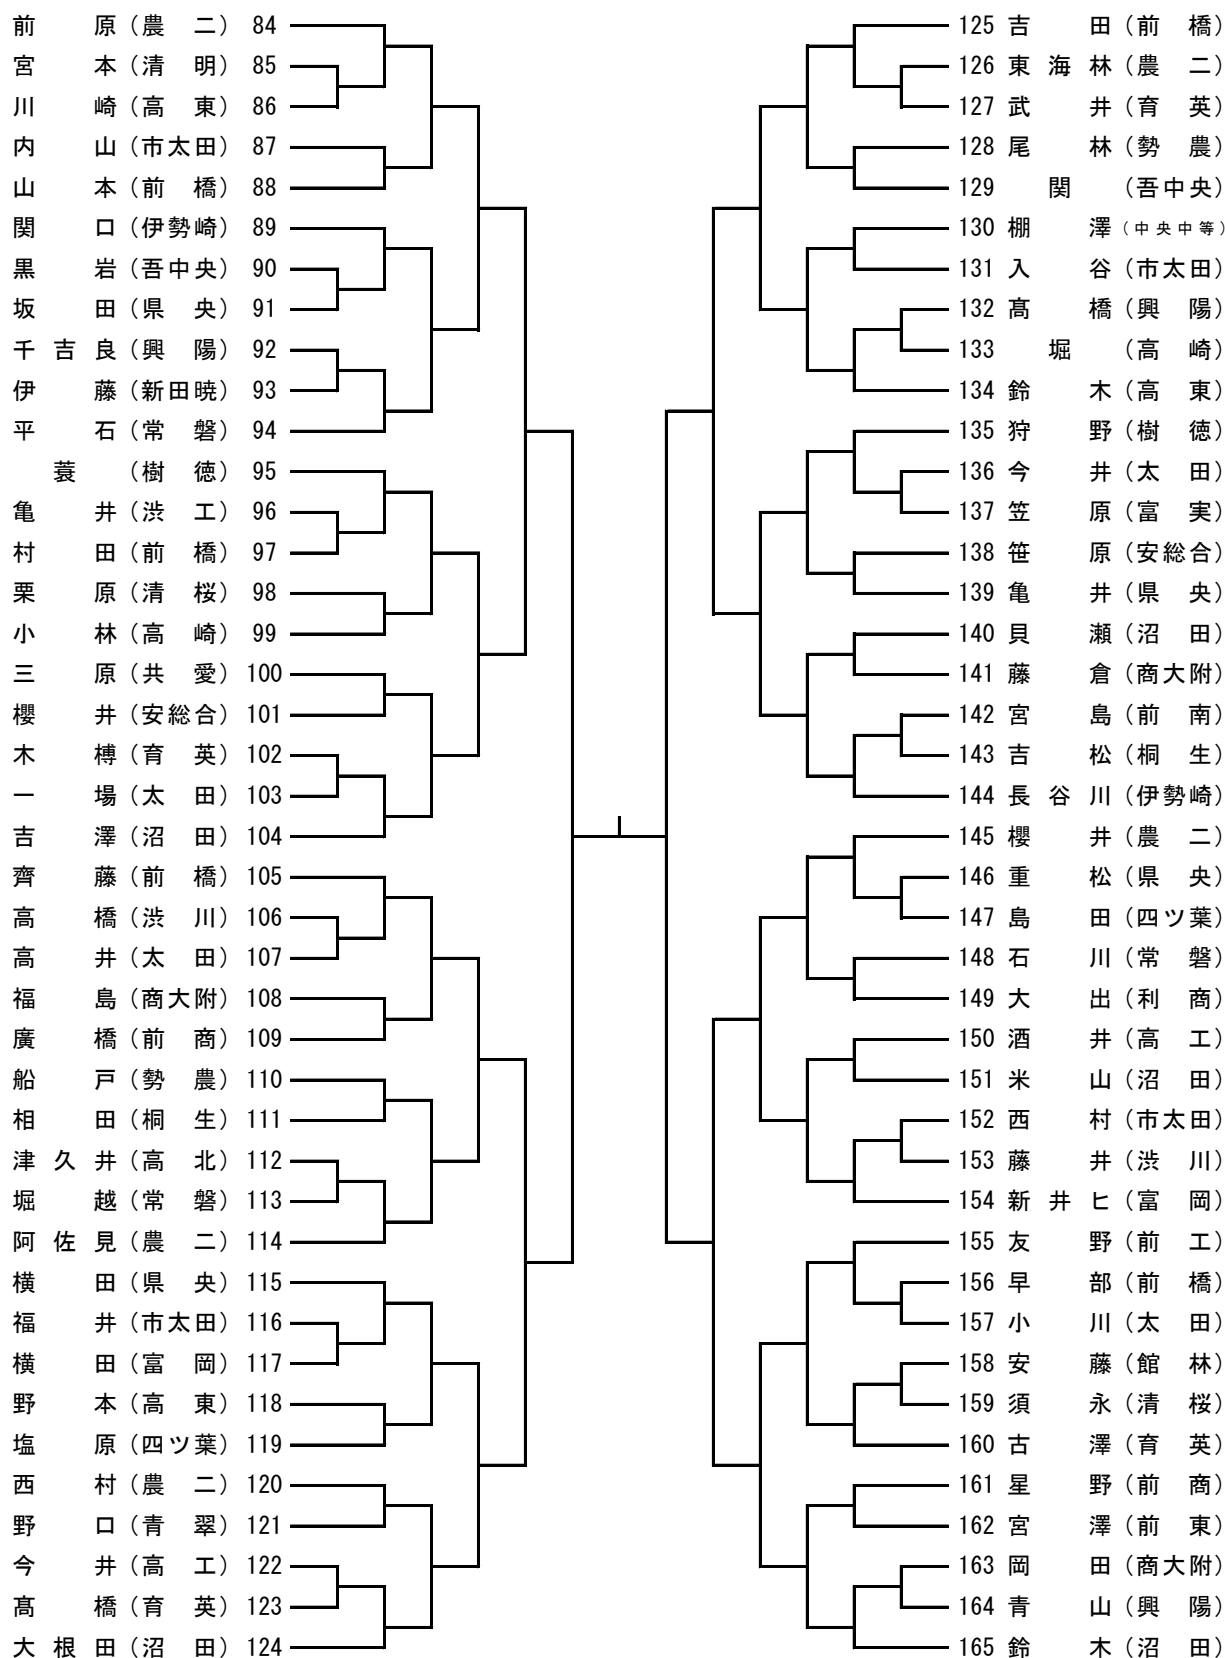 前原（農二） 84
宮本（清明） 85
川崎（高東） 86
内山（市太田） 87
山本（前橋） 88
関口（伊勢崎） 89
黒岩（吾中央） 90
坂田（県央） 91
千吉良（興陽） 92
伊藤（新田暁） 93
平石（常磐） 94
蓑（樹徳） 95
亀井（渋工） 96
村田（前橋） 97
栗原（清桜） 98
小林（高崎） 99
三原（共愛） 100
櫻井（安総合） 101
木榑（育英） 102
一場（太田） 103
吉澤（沼田） 104
齊藤（前橋） 105
高橋（渋川） 106
高井（太田） 107
福島（商大附） 108
廣橋（前商） 109
船戸（勢農） 110
相田（桐生） 111
津久井（高北） 112
堀越（常磐） 113
阿佐見（農二） 114
横田（県央） 115
福井（市太田） 116
横田（富岡） 117
野本（高東） 118
塩原（四ツ葉） 119
西村（農二） 120
野口（青翠） 121
今井（高工） 122
髙橋（育英） 123
大根田（沼田） 124
125 吉田（前橋）
126 東海林（農二）
127 武井（育英）
128 尾林（勢農）
129 関（吾中央）
130 棚澤（中央中等）
131 入谷（市太田）
132 髙橋（興陽）
133 堀（高崎）
134 鈴木（高東）
135 狩野（樹徳）
136 今井（太田）
137 笠原（富実）
138 笹原（安総合）
139 亀井（県央）
140 貝瀬（沼田）
141 藤倉（商大附）
142 宮島（前南）
143 吉松（桐生）
144 長谷川（伊勢崎）
145 櫻井（農二）
146 重松（県央）
147 島田（四ツ葉）
148 石川（常磐）
149 大出（利商）
150 酒井（高工）
151 米山（沼田）
152 西村（市太田）
153 藤井（渋川）
154 新井ヒ（富岡）
155 友野（前工）
156 早部（前橋）
157 小川（太田）
158 安藤（館林）
159 須永（清桜）
160 古澤（育英）
161 星野（前商）
162 宮澤（前東）
163 岡田（商大附）
164 青山（興陽）
165 鈴木（沼田）